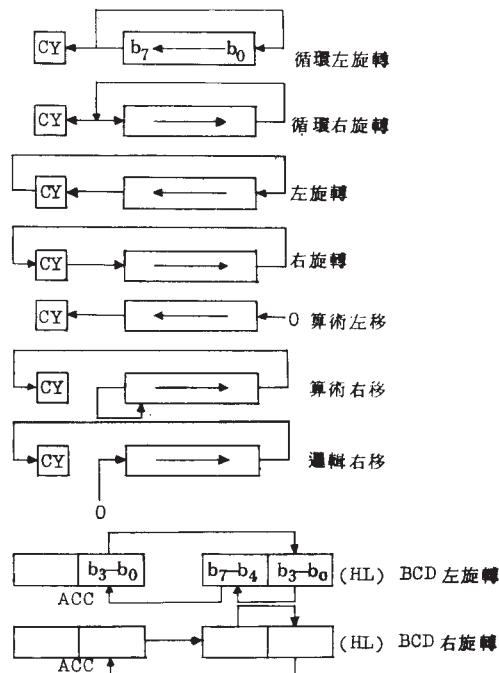 CY b₇ b₀ 循環左旋轉
CY 循環右旋轉
CY 左旋轉
CY 右旋轉
CY 0 算術左移
CY 算術右移
CY 邏輯右移
0
b₃-b₀ b₇-b₄ b₃-b₀ (HL) BCD 左旋轉
ACC
(HL) BCD 右旋轉
ACC